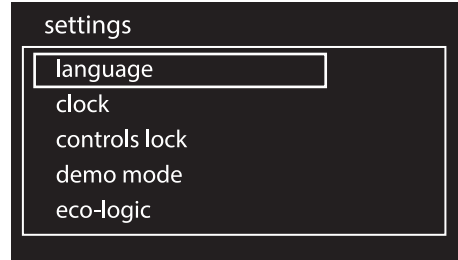 settings
language
clock
controls lock
demo mode
eco-logic